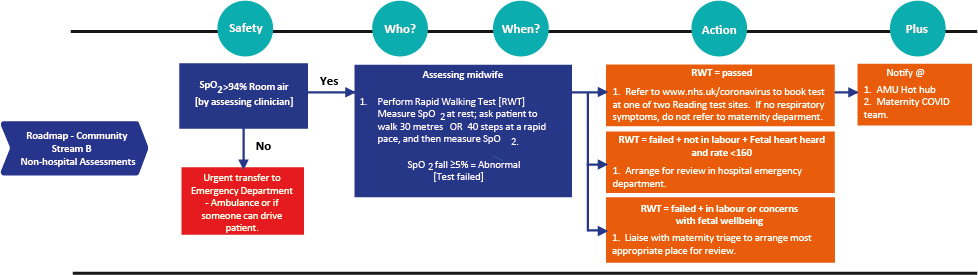 Safety
Who?
When?
Action
Plus
Roadmap - Community
Stream B
Non-hospital Assessments
SpO2>94% Room air
[by assessing clinician]
Yes
No
Urgent transfer to
Emergency Department
- Ambulance or if
someone can drive
patient.
Assessing midwife
1. Perform Rapid Walking Test [RWT]
Measure SpO2 at rest; ask patient to
walk 30 metres OR 40 steps at a rapid
pace, and then measure SpO2.
SpO2 fall ≥5% = Abnormal
[Test failed]
RWT = passed
1. Refer to www.nhs.uk/coronavirus to book test
at one of two Reading test sites. If no respiratory
symptoms, do not refer to maternity department.
RWT = failed + not in labour + Fetal heart heard
and rate <160
1. Arrange for review in hospital emergency
department.
RWT = failed + in labour or concerns
with fetal wellbeing
1. Liaise with maternity triage to arrange most
appropriate place for review.
Notify @
1. AMU Hot hub
2. Maternity COVID
team.